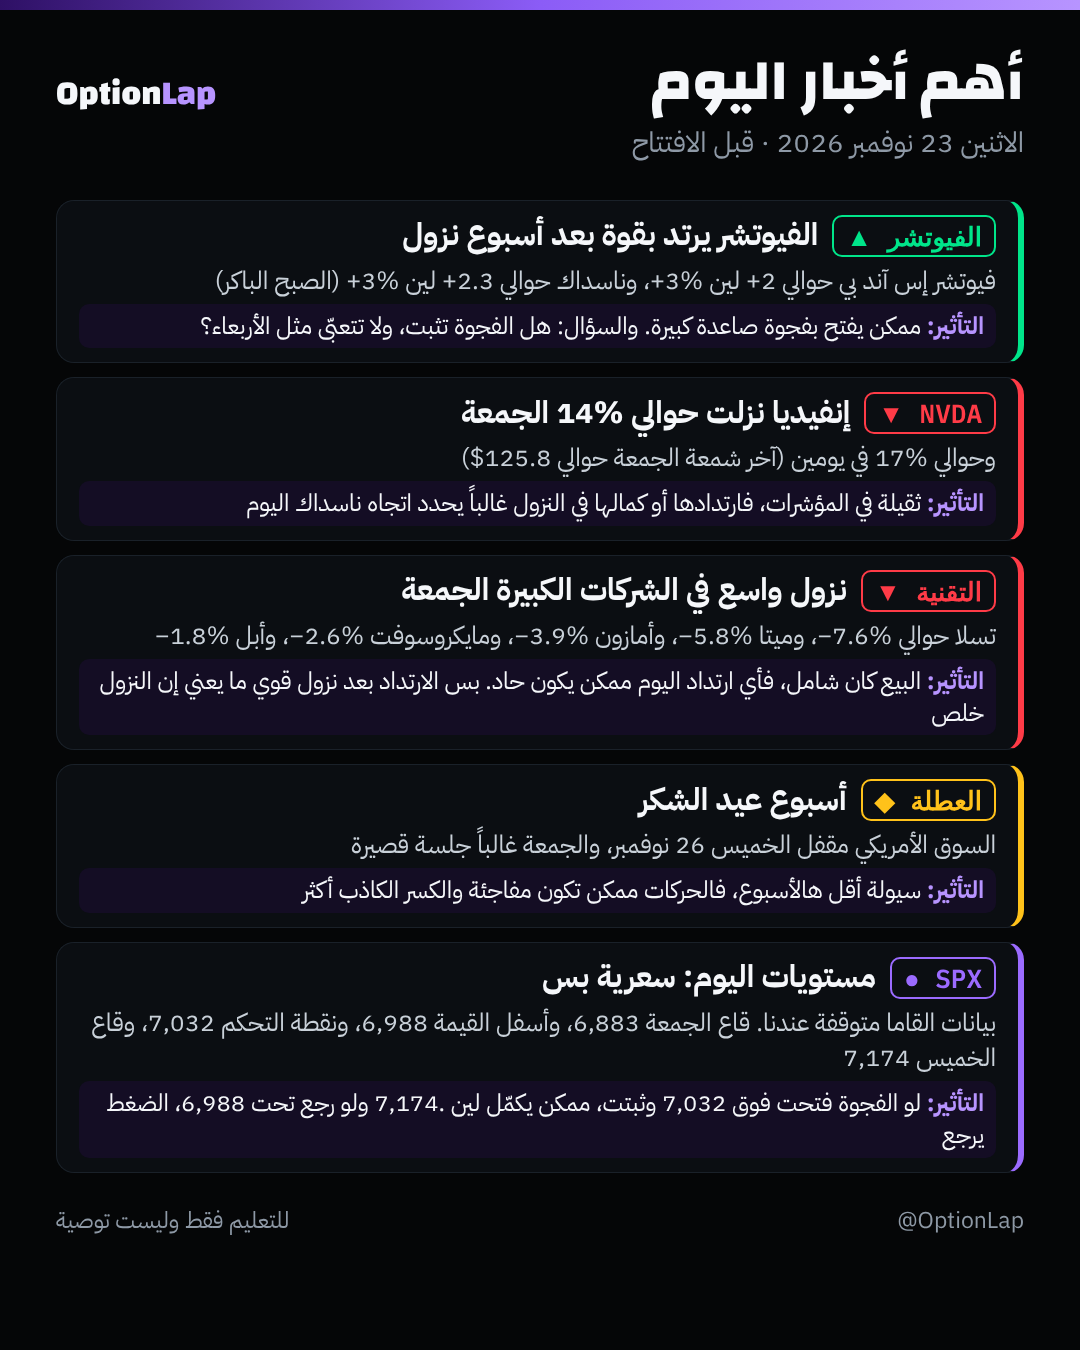 أهم أخبار اليوم
OptionLap
الاثنين 23 نوفمبر 2026 · قبل الافتتاح
الفيوتشر ▲
الفيوتشر يرتد بقوة بعد أسبوع نزول
فيوتشر إس آند بي حوالي 2+ لين 3%+، وناسداك حوالي 2.3+ لين 3%+ (الصبح الباكر)
التأثير: ممكن يفتح بفجوة صاعدة كبيرة. والسؤال: هل الفجوة تثبت، ولا تتعبّى مثل الأربعاء؟
NVDA ▼
إنفيديا نزلت حوالي 14% الجمعة
وحوالي 17% في يومين (آخر شمعة الجمعة حوالي 125.8$)
التأثير: ثقيلة في المؤشرات، فارتدادها أو كمالها في النزول غالباً يحدد اتجاه ناسداك اليوم
التقنية ▼
نزول واسع في الشركات الكبيرة الجمعة
تسلا حوالي 7.6%−، وميتا 5.8%−، وأمازون 3.9%−، ومايكروسوفت 2.6%−، وأبل 1.8%−
التأثير: البيع كان شامل، فأي ارتداد اليوم ممكن يكون حاد. بس الارتداد بعد نزول قوي ما يعني إن النزول
خلص
العطلة ◆
أسبوع عيد الشكر
السوق الأمريكي مقفل الخميس 26 نوفمبر، والجمعة غالباً جلسة قصيرة
التأثير: سيولة أقل هالأسبوع، فالحركات ممكن تكون مفاجئة والكسر الكاذب أكثر
SPX ●
مستويات اليوم: سعرية بس
بيانات القاما متوقفة عندنا. قاع الجمعة 6,883، وأسفل القيمة 6,988، ونقطة التحكم 7,032، وقاع
الخميس 7,174
التأثير: لو الفجوة فتحت فوق 7,032 وثبتت، ممكن يكمّل لين 7,174. ولو رجع تحت 6,988، الضغط
يرجع
@OptionLap
للتعليم فقط وليست توصية